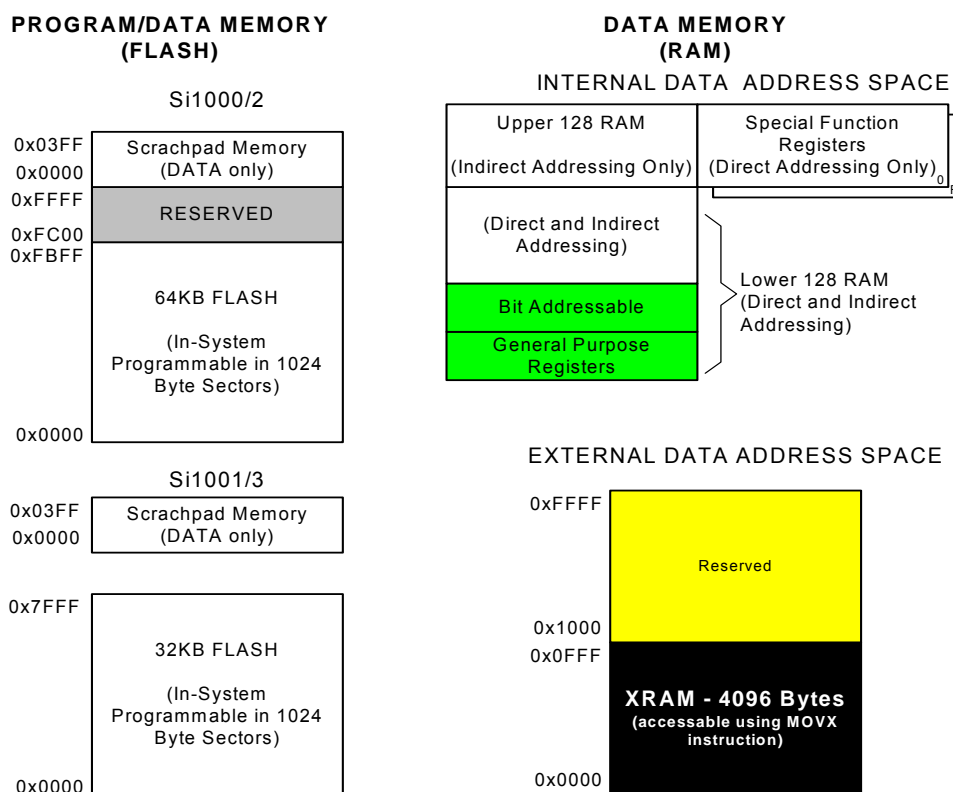 PROGRAM/DATA MEMORY
(FLASH)
Si1000/2
0x03FF
Scrachpad Memory
(DATA only)
0x0000
0xFFFF
RESERVED
0xFC00
0xFBFF
64KB FLASH
(In-System
Programmable in 1024
Byte Sectors)
0x0000
Si1001/3
0x03FF
Scrachpad Memory
(DATA only)
0x0000
0x7FFF
32KB FLASH
(In-System
Programmable in 1024
Byte Sectors)
0x0000
DATA MEMORY
(RAM)
INTERNAL DATA ADDRESS SPACE
Upper 128 RAM
(Indirect Addressing Only)
Special Function
Registers
(Direct Addressing Only)
0
(Direct and Indirect
Addressing)
Bit Addressable
General Purpose
Registers
Lower 128 RAM
(Direct and Indirect
Addressing)
EXTERNAL DATA ADDRESS SPACE
0xFFFF
Reserved
0x1000
0x0FFF
XRAM - 4096 Bytes
(accessable using MOVX
instruction)
0x0000